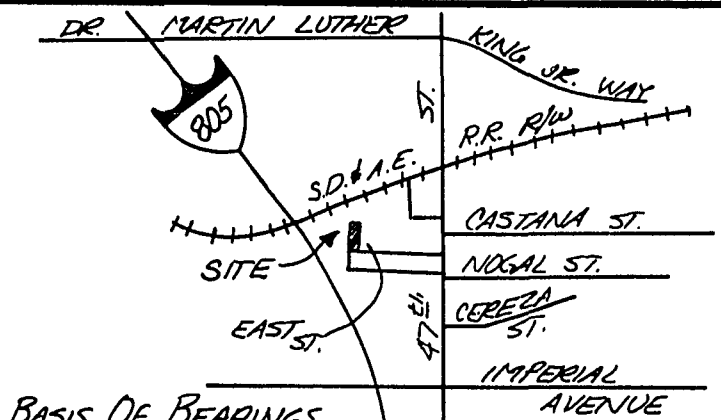 DR. MARTIN LUTHER
KING JR. WAY
805
ST.
S.D. & A.E. R.R. R/W
CASTANA ST.
SITE
NOGAL ST.
EAST ST.
47th
CEREZA ST.
IMPERIAL
AVENUE
BASIS OF BEARINGS